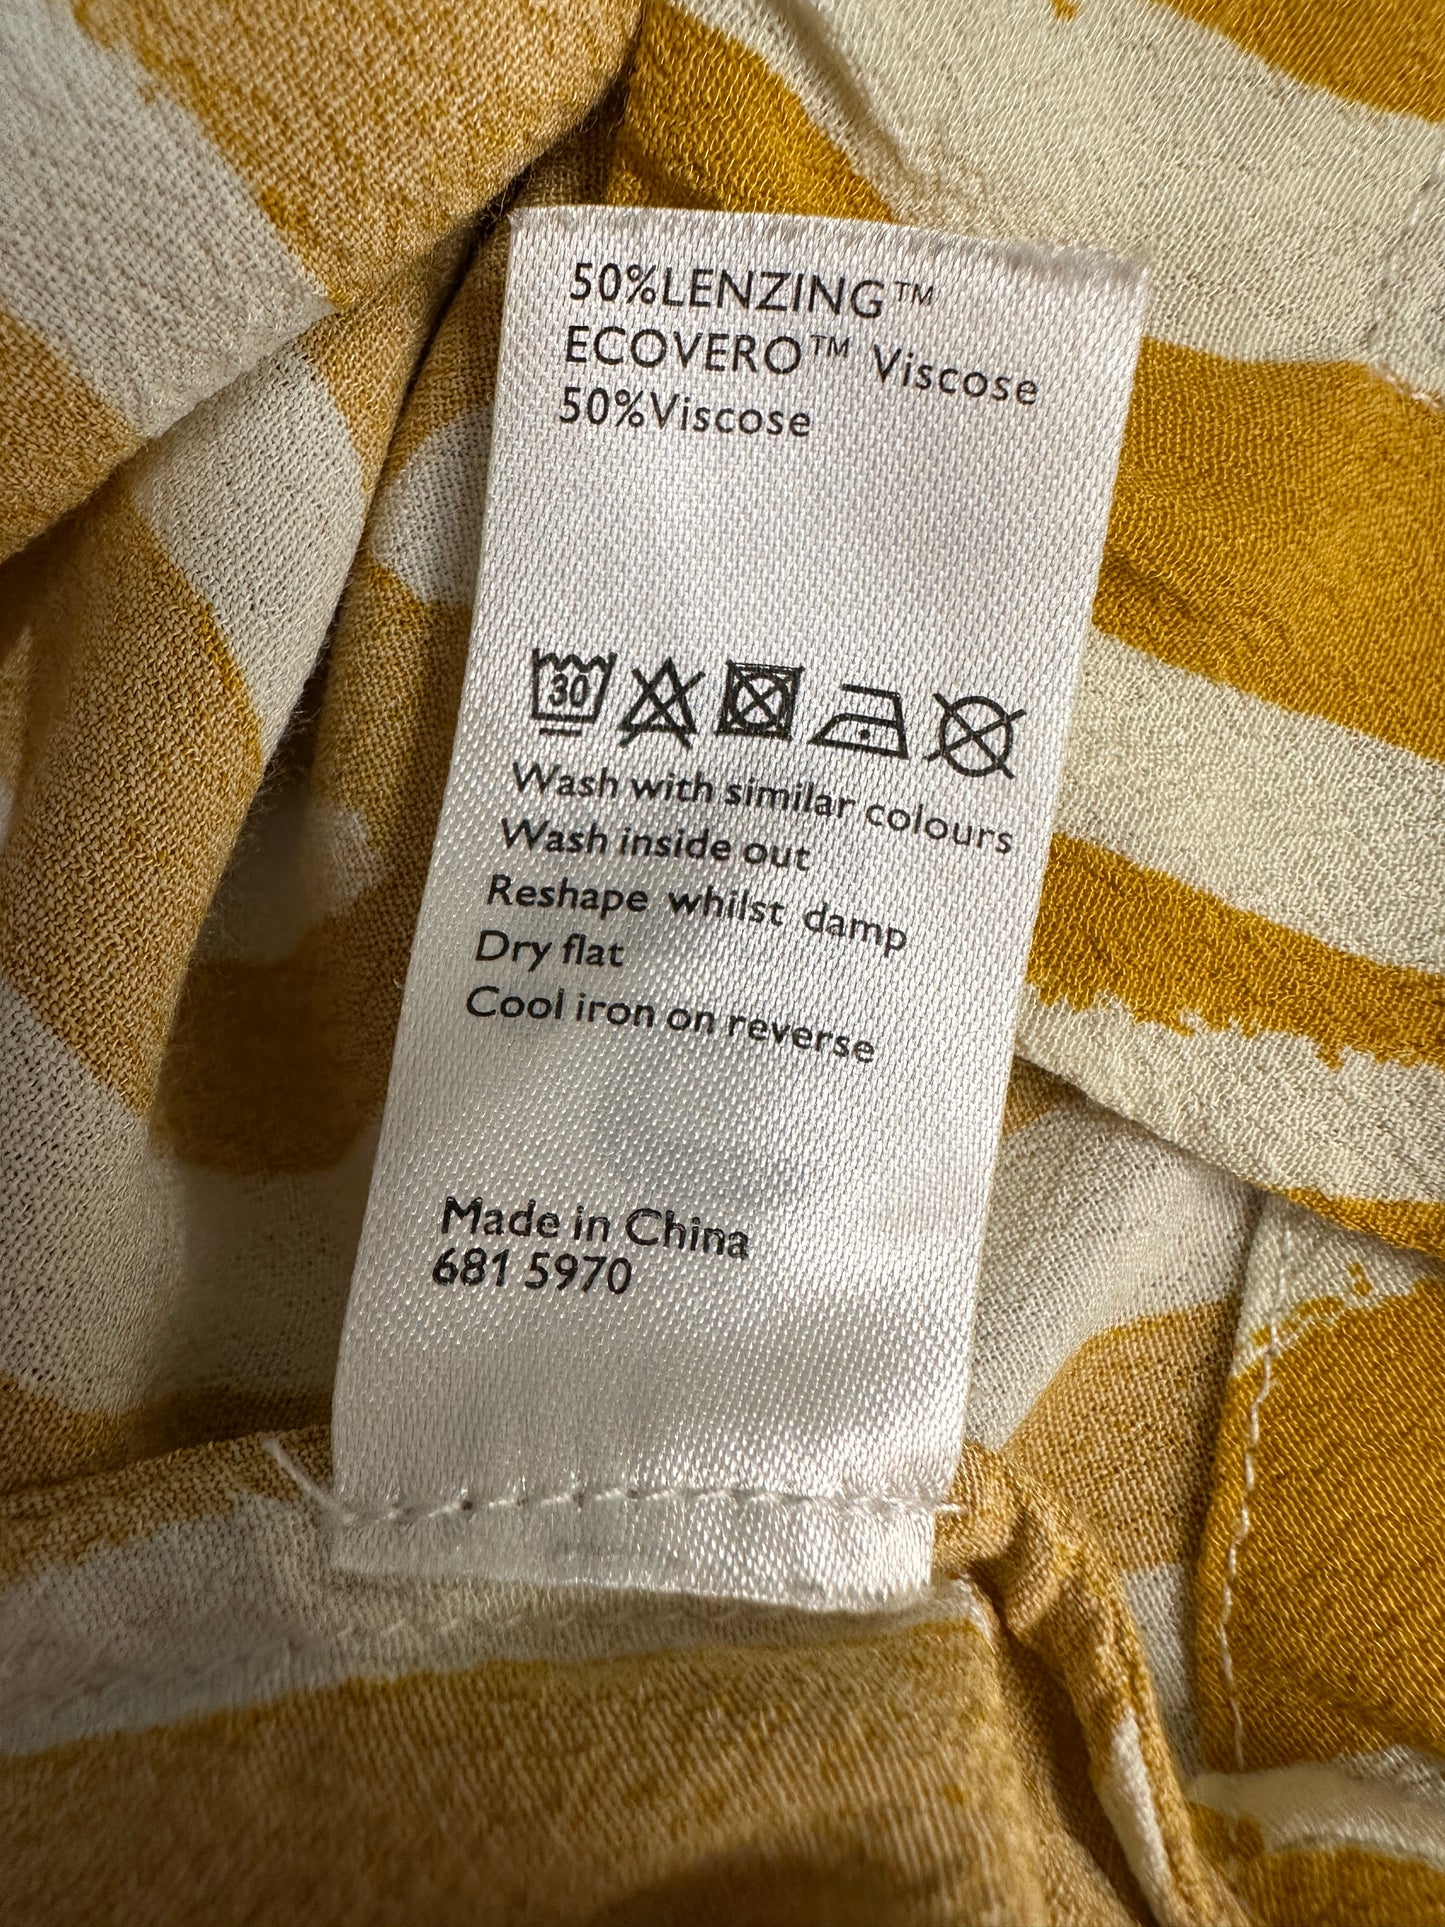 50%LENZING™
ECOVERO™ Viscose
50%Viscose
30
Wash with similar colours
Wash inside out
Reshape whilst damp
Dry flat
Cool iron on reverse
Made in China
681 5970